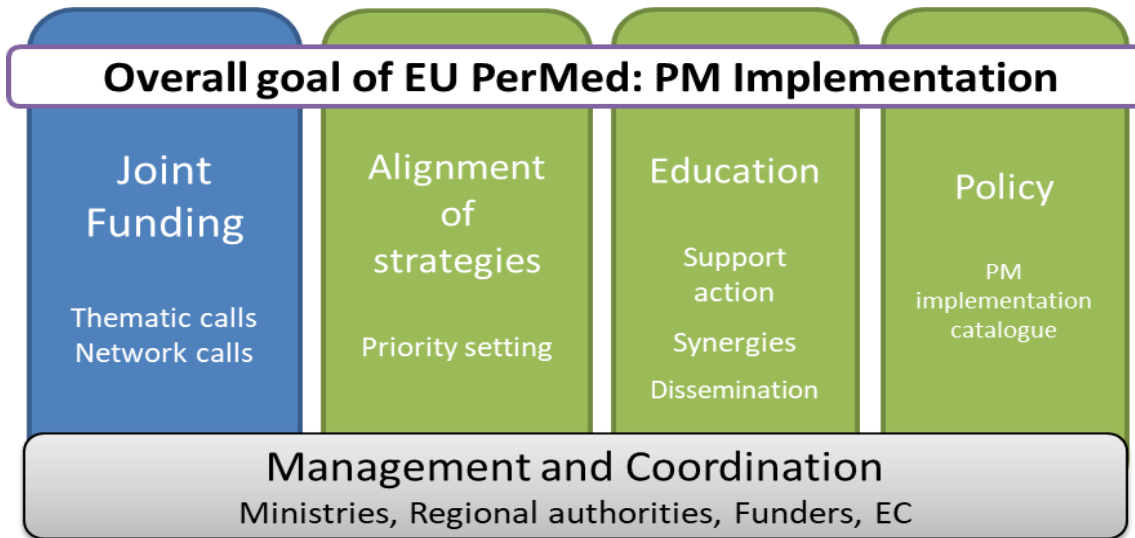 Overall goal of EU PerMed: PM Implementation
Joint
Funding
Thematic calls
Network calls
Alignment
of
strategies
Priority setting
Education
Support
action
Synergies
Dissemination
Policy
PM
implementation
catalogue
Management and Coordination
Ministries, Regional authorities, Funders, EC